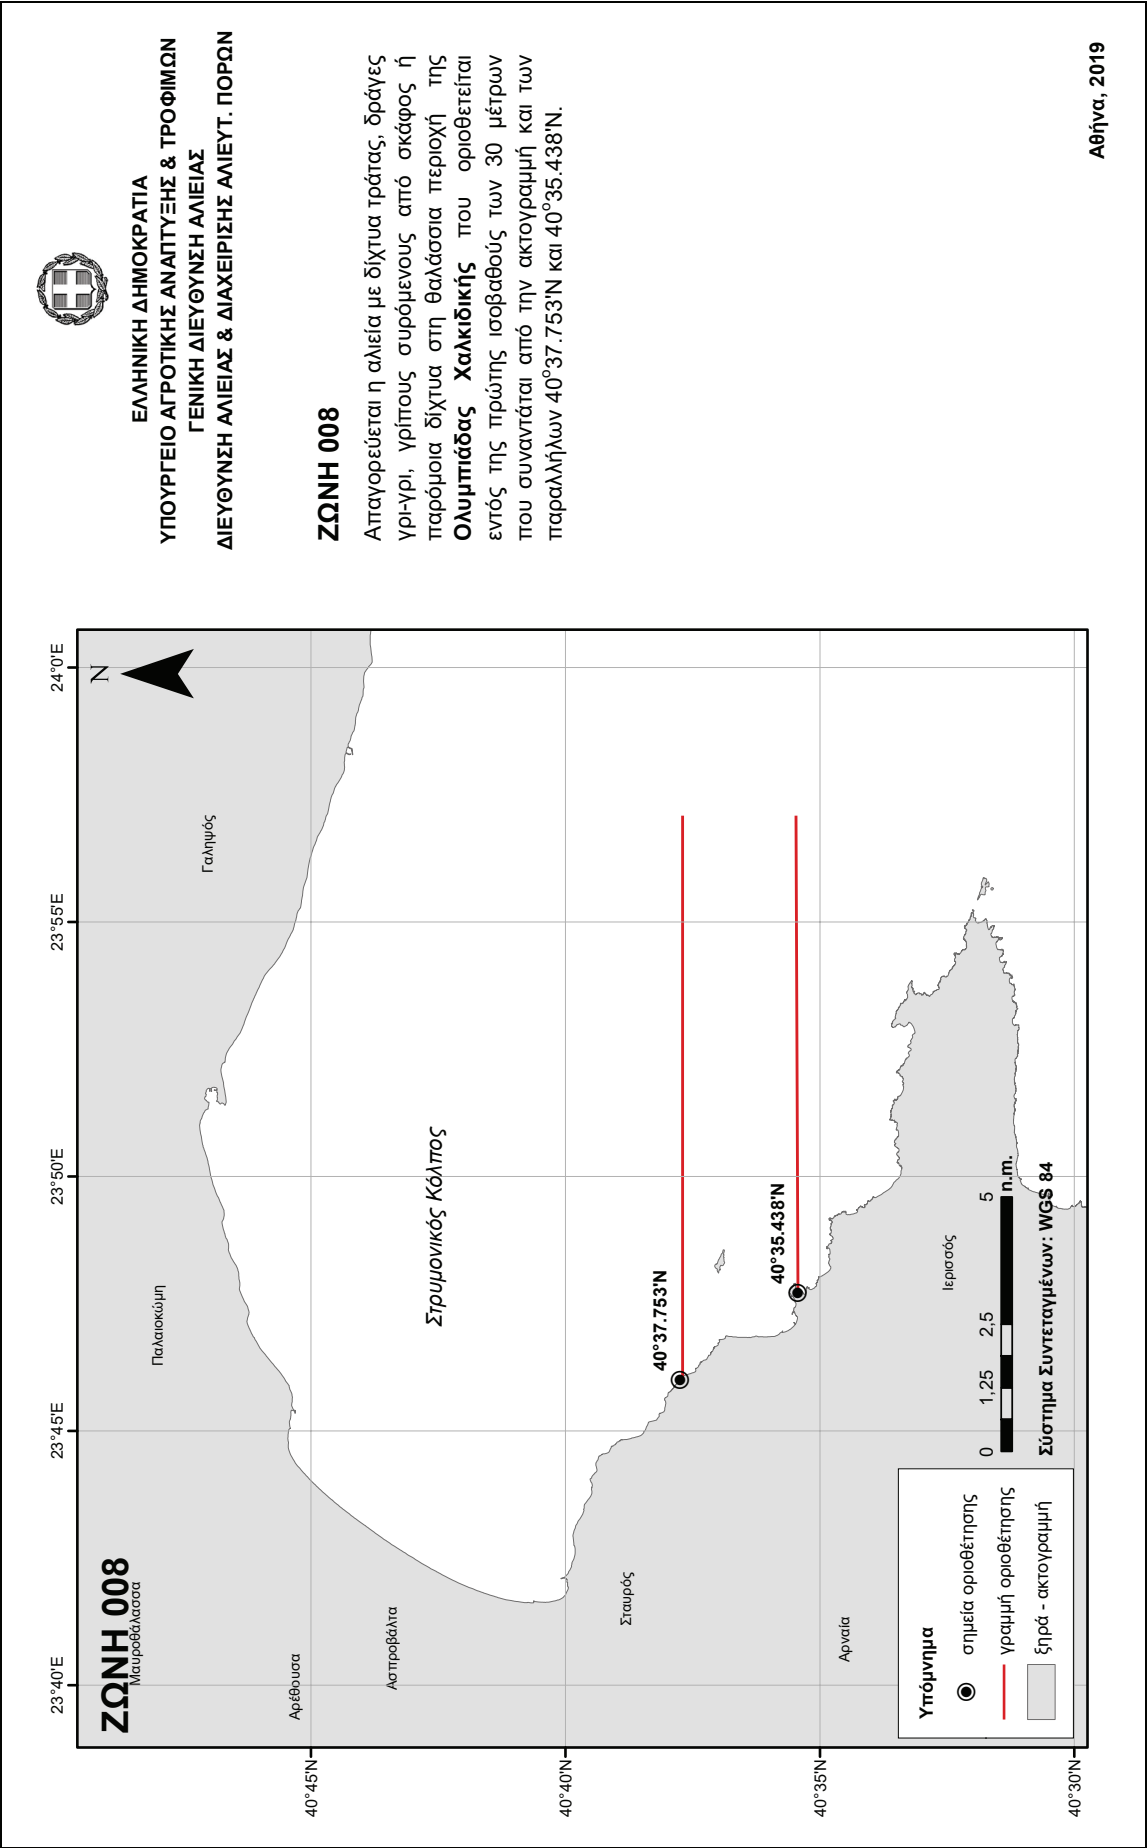 ΖΩΝΗ 008
23°40'E
23°45'E
23°50'E
23°55'E
24°0'E
N
40°45'N
40°40'N
40°35'N
40°30'N
Μαυροθάλασσα
Παλαιοκώμη
Γαληψός
Αρέθουσα
Ασπροβάλτα
Στρυμονικός Κόλπος
Σταυρός
40°37.753'N
40°35.438'N
Αρναία
Ιερισσός
Υπόμνημα
σημεία οριοθέτησης
γραμμή οριοθέτησης
ξηρά - ακτογραμμή
0 1,25 2,5 5
n.m.
Σύστημα Συντεταγμένων: WGS 84
ΕΛΛΗΝΙΚΗ ΔΗΜΟΚΡΑΤΙΑ
ΥΠΟΥΡΓΕΙΟ ΑΓΡΟΤΙΚΗΣ ΑΝΑΠΤΥΞΗΣ & ΤΡΟΦΙΜΩΝ
ΓΕΝΙΚΗ ΔΙΕΥΘΥΝΣΗ ΑΛΙΕΙΑΣ
ΔΙΕΥΘΥΝΣΗ ΑΛΙΕΙΑΣ & ΔΙΑΧΕΙΡΙΣΗΣ ΑΛΙΕΥΤ. ΠΟΡΩΝ
ΖΩΝΗ 008
Απαγορεύεται η αλιεία με δίχτυα τράτας, δράγες
γρι-γρι, γρίπους συρόμενους από σκάφος ή
παρόμοια δίχτυα στη θαλάσσια περιοχή της
Ολυμπιάδας Χαλκιδικής που οριοθετείται
εντός της πρώτης ισοβαθούς των 30 μέτρων
που συναντάται από την ακτογραμμή και των
παραλλήλων 40°37.753'N και 40°35.438'N.
Αθήνα, 2019